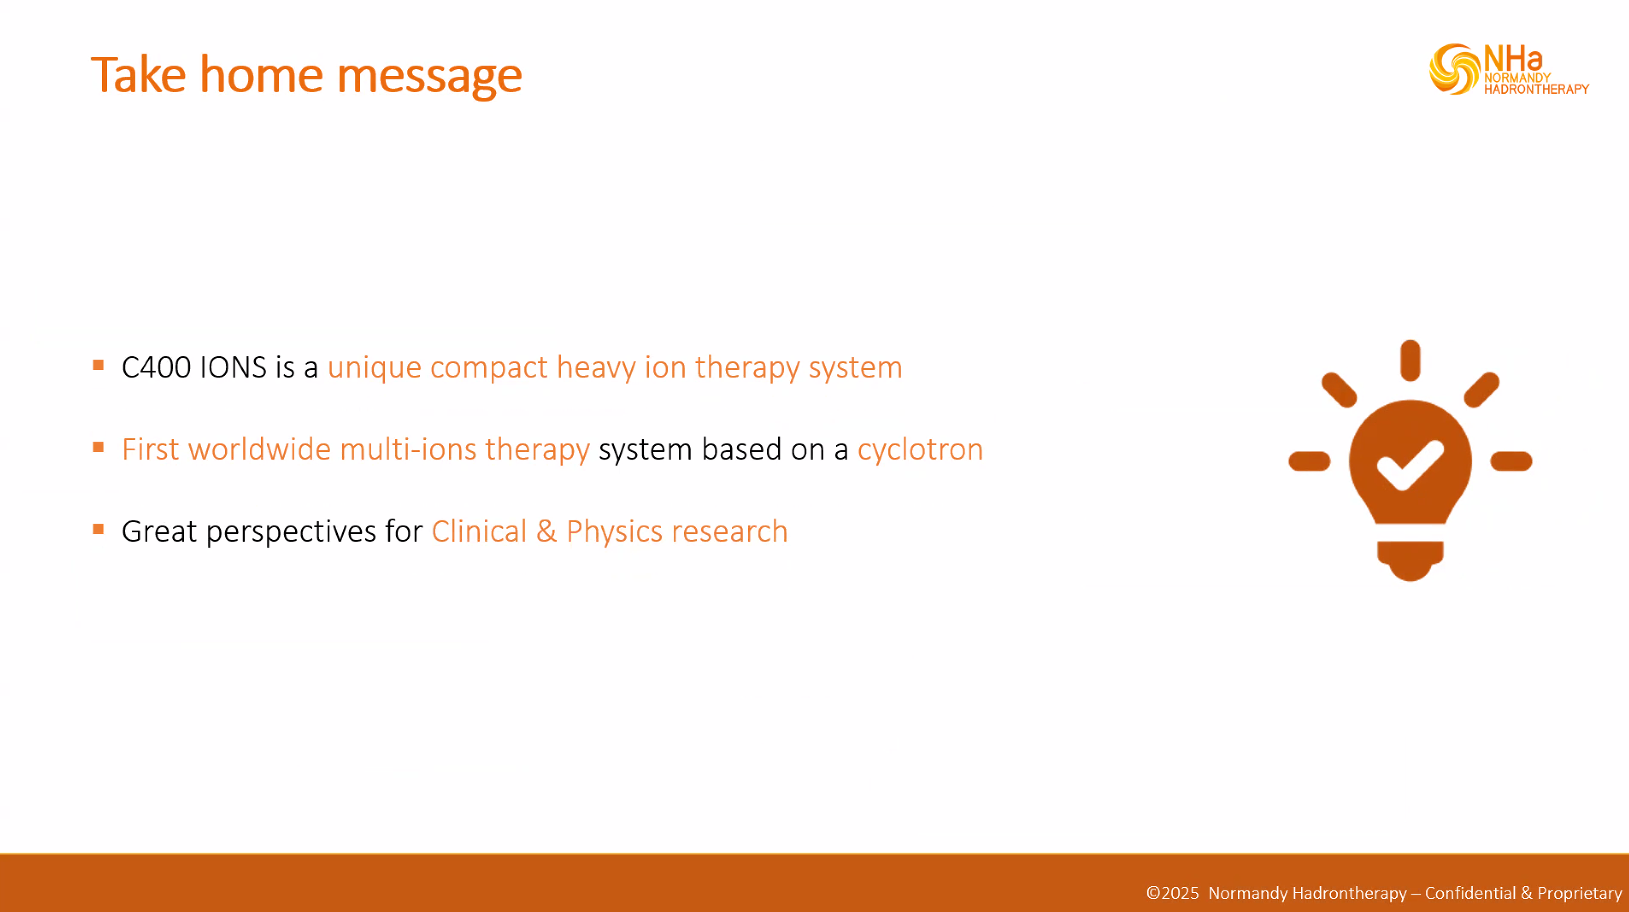 Take home message
NHa
NORMANDY
HADRONTHERAPY
C400 IONS is a unique compact heavy ion therapy system
First worldwide multi-ions therapy system based on a cyclotron
Great perspectives for Clinical & Physics research
©2025 Normandy Hadrontherapy – Confidential & Proprietary